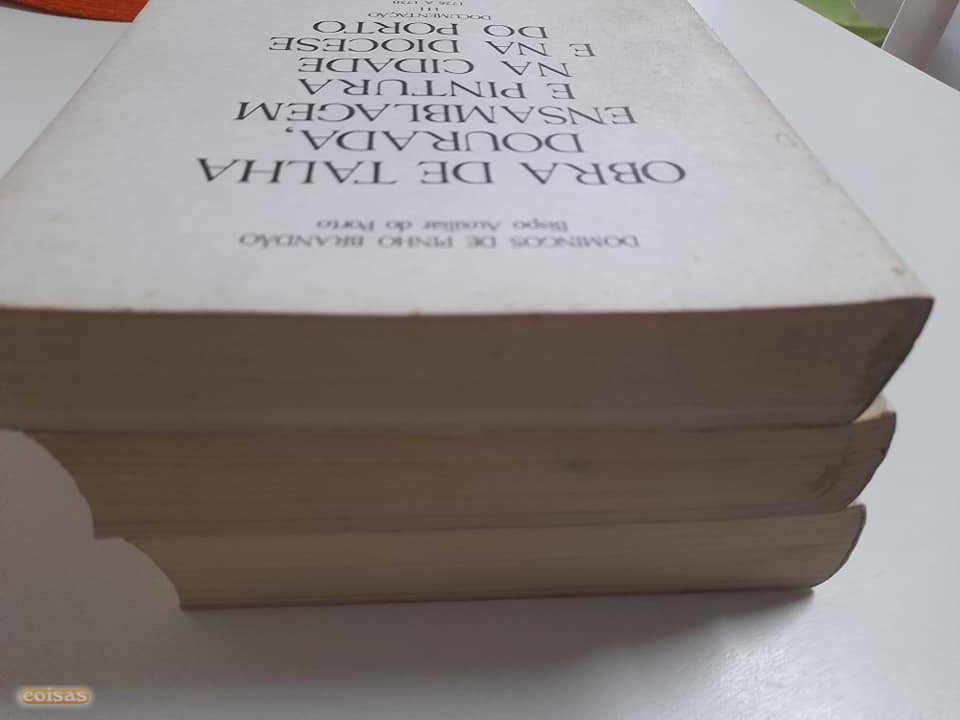 DOMINGOS DE PINHO BRANDÃO
Bispo Auxiliar do Porto
OBRA DE TALHA
DOURADA,
ENSAMBLAGEM
E PINTURA
NA CIDADE
E NA DIOCESE
DO PORTO
DOCUMENTAÇÃO
III
coisas